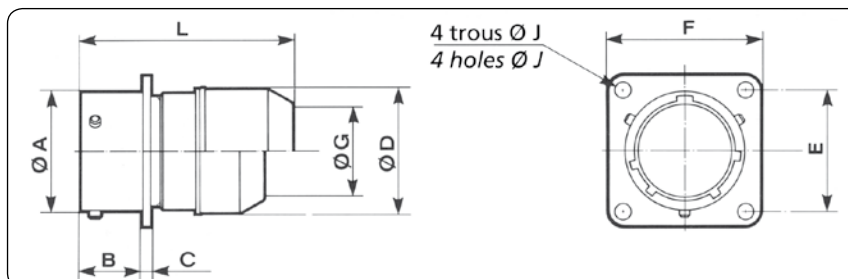 L
4 trous Ø J
4 holes Ø J
F
Ø A
Ø G
Ø D
E
B
C